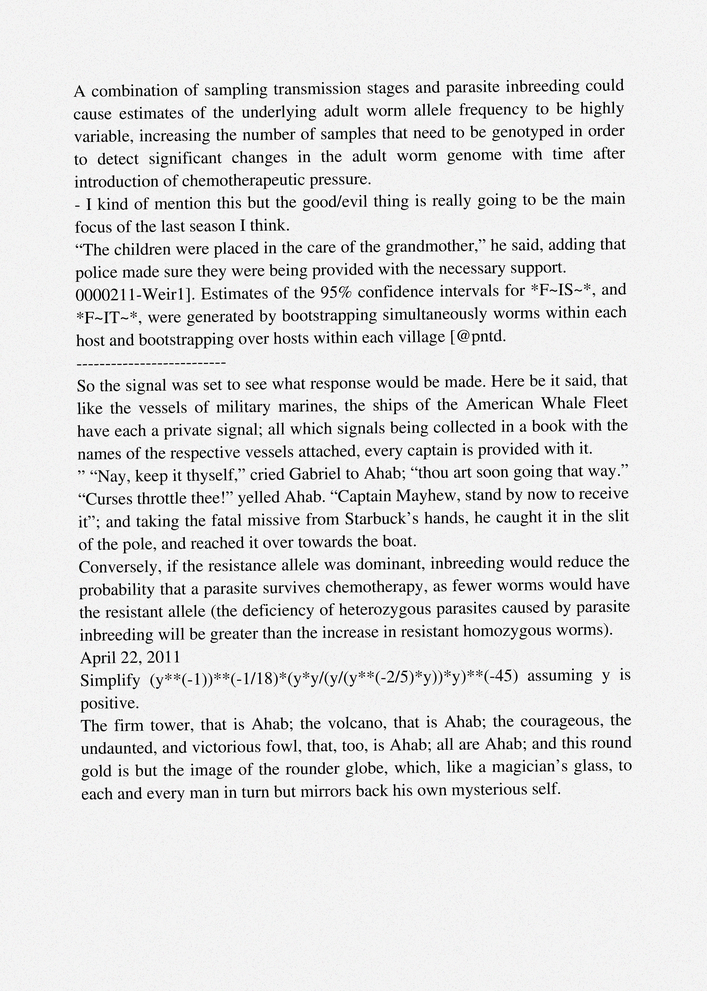 A combination of sampling transmission stages and parasite inbreeding could
cause estimates of the underlying adult worm allele frequency to be highly
variable, increasing the number of samples that need to be genotyped in order
to detect significant changes in the adult worm genome with time after
introduction of chemotherapeutic pressure.
- I kind of mention this but the good/evil thing is really going to be the main
focus of the last season I think.
“The children were placed in the care of the grandmother,” he said, adding that
police made sure they were being provided with the necessary support.
0000211-Weir1]. Estimates of the 95% confidence intervals for *F~IS~*, and
*F~IT~*, were generated by bootstrapping simultaneously worms within each
host and bootstrapping over hosts within each village [@pntd.
--------------------------
So the signal was set to see what response would be made. Here be it said, that
like the vessels of military marines, the ships of the American Whale Fleet
have each a private signal; all which signals being collected in a book with the
names of the respective vessels attached, every captain is provided with it.
” “Nay, keep it thyself,” cried Gabriel to Ahab; “thou art soon going that way.”
“Curses throttle thee!” yelled Ahab. “Captain Mayhew, stand by now to receive
it”; and taking the fatal missive from Starbuck’s hands, he caught it in the slit
of the pole, and reached it over towards the boat.
Conversely, if the resistance allele was dominant, inbreeding would reduce the
probability that a parasite survives chemotherapy, as fewer worms would have
the resistant allele (the deficiency of heterozygous parasites caused by parasite
inbreeding will be greater than the increase in resistant homozygous worms).
April 22, 2011
Simplify (y**(-1))**(-1/18)*(y*y/(y/(y**(-2/5)*y))*y)**(-45) assuming y is
positive.
The firm tower, that is Ahab; the volcano, that is Ahab; the courageous, the
undaunted, and victorious fowl, that, too, is Ahab; all are Ahab; and this round
gold is but the image of the rounder globe, which, like a magician’s glass, to
each and every man in turn but mirrors back his own mysterious self.